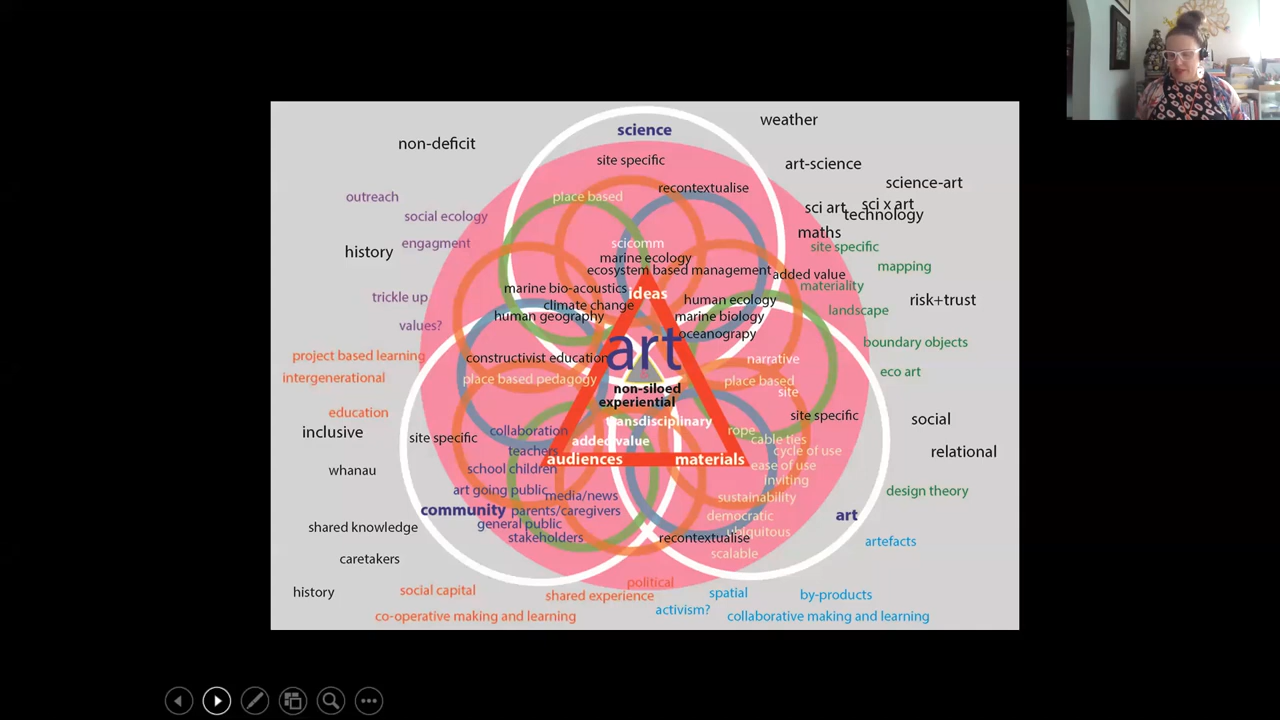 science
weather
non-deficit
site specific
art-science
recontextualise
science-art
outreach
place based
sci art
sci x art
technology
social ecology
maths
history
engagment
scicomm
site specific
marine ecology
mapping
ecosystem based management
added value
marine bio-acoustics
materiality
trickle up
ideas
human ecology
risk+trust
climate change
landscape
human geography
marine biology
values?
oceanograpy
boundary objects
art
project based learning
constructivist education
narrative
eco art
intergenerational
place based pedagogy
place based
non-siloed
site
experiential
education
site specific
social
transdisciplinary
inclusive
collaboration
rope
site specific
added value
cable ties
teachers
cycle of use
relational
audiences
materials
whanau
school children
ease of use
inviting
art going public
media/news
sustainability
design theory
community
parents/caregivers
democratic
art
general public
shared knowledge
ubiquitous
stakeholders
recontextualise
artefacts
scalable
caretakers
political
history
social capital
shared experience
spatial
by-products
activism?
co-operative making and learning
collaborative making and learning